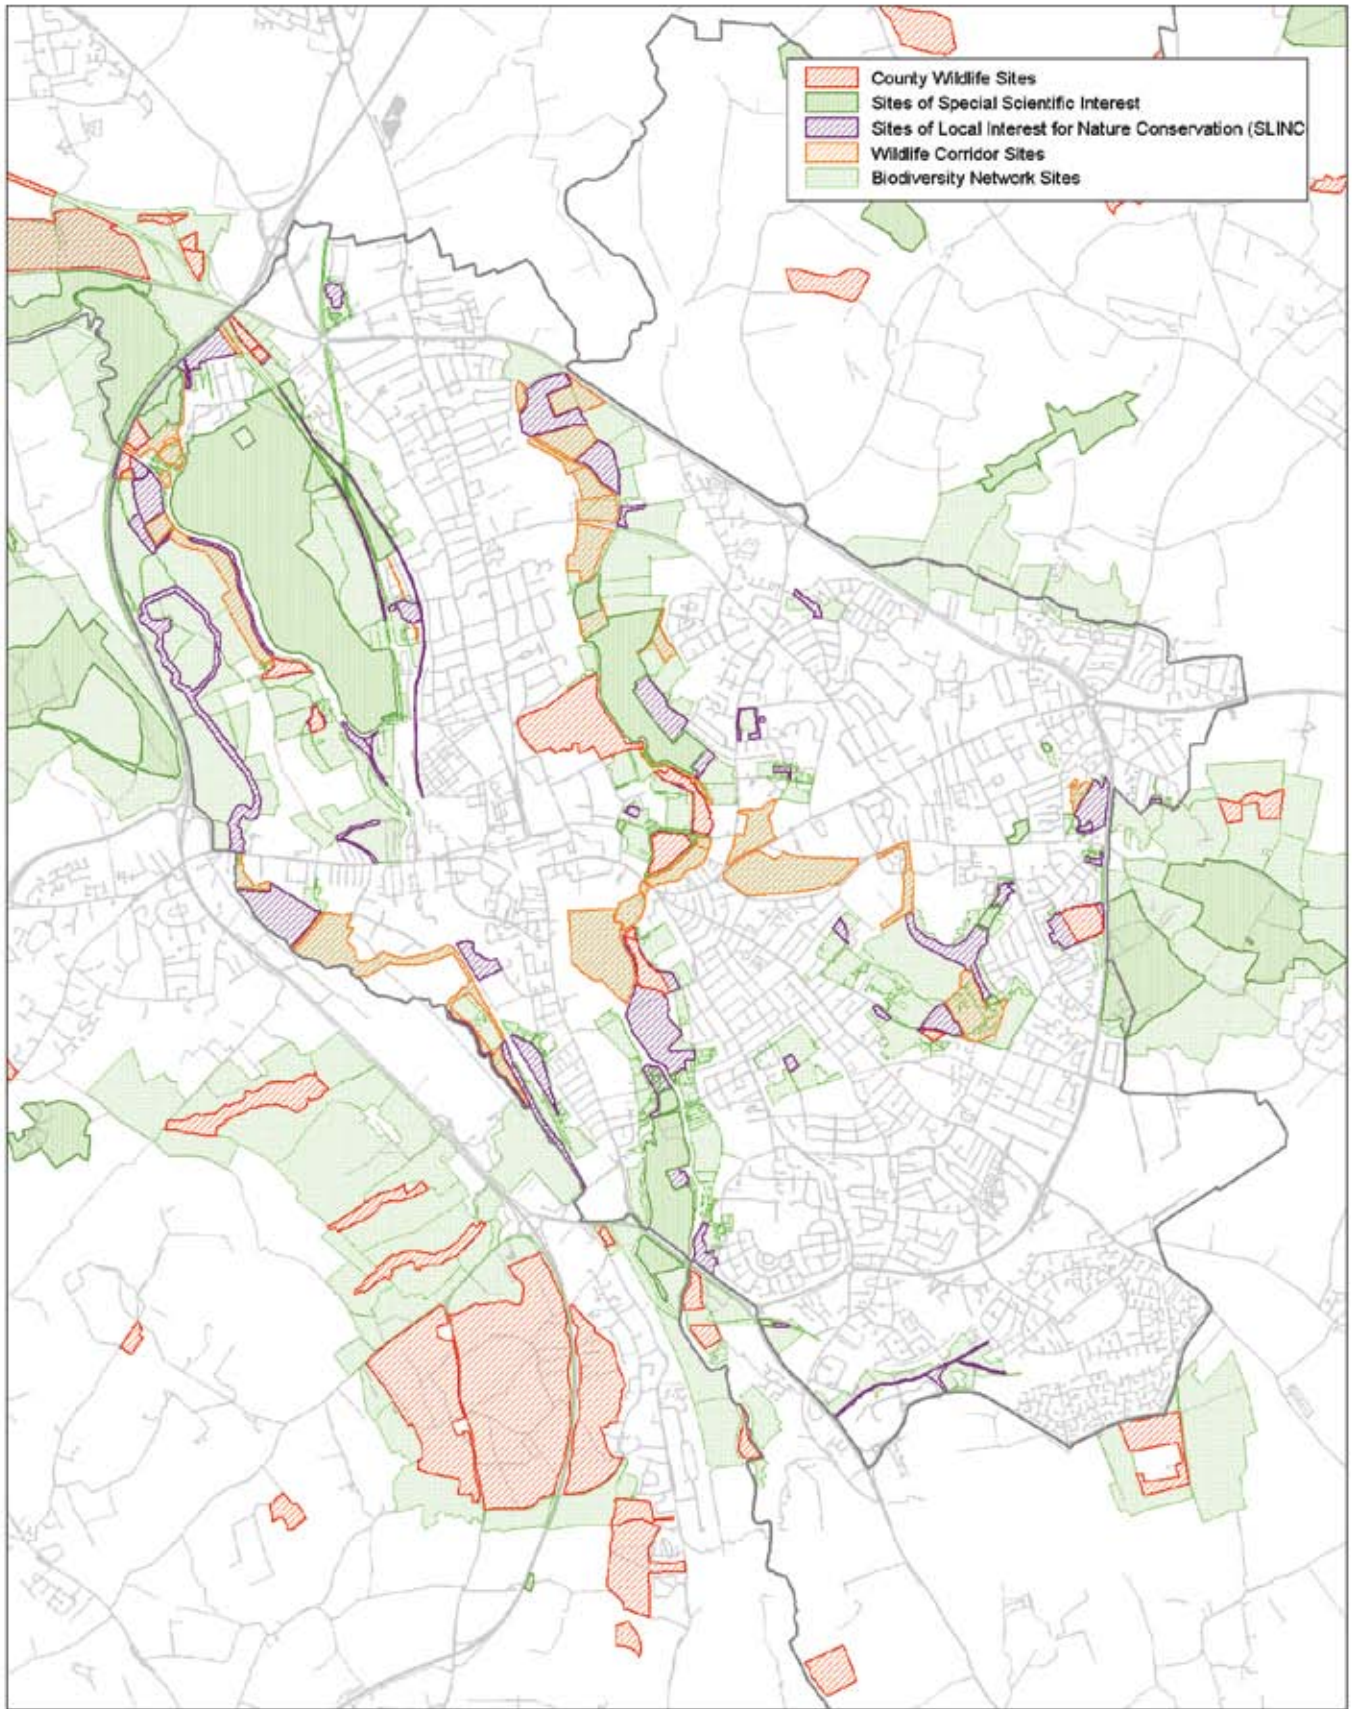 County Wildlife Sites
Sites of Special Scientific Interest
Sites of Local Interest for Nature Conservation (SLINC
Wildlife Corridor Sites
Biodiversity Network Sites